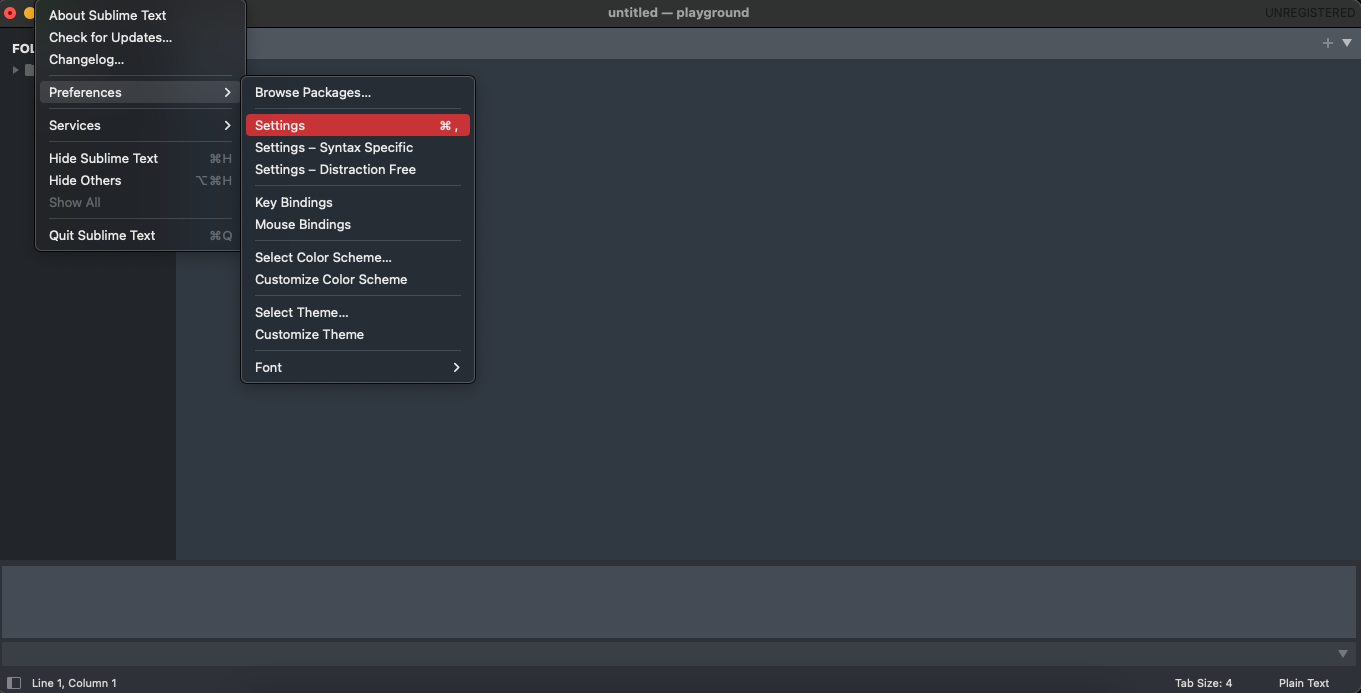 untitled — playground
UNREGISTERED
About Sublime Text
Check for Updates...
Changelog...
Preferences
Services
Hide Sublime Text ⌘H
Hide Others ⌥⌘H
Show All
Quit Sublime Text ⌘Q
Browse Packages...
Settings ⌘ ,
Settings – Syntax Specific
Settings – Distraction Free
Key Bindings
Mouse Bindings
Select Color Scheme...
Customize Color Scheme
Select Theme...
Customize Theme
Font
Line 1, Column 1
Tab Size: 4
Plain Text